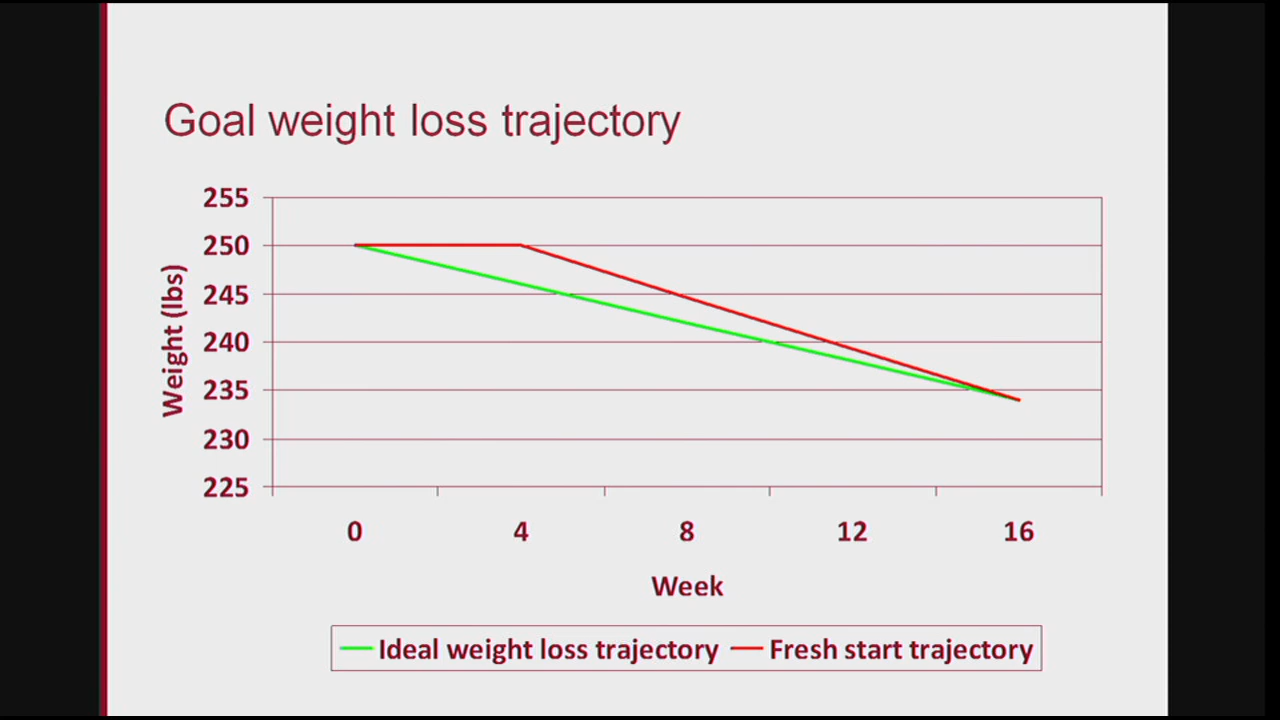 Goal weight loss trajectory
255
250
245
240
235
230
225
Weight (lbs)
0 4 8 12 16
Week
Ideal weight loss trajectory Fresh start trajectory